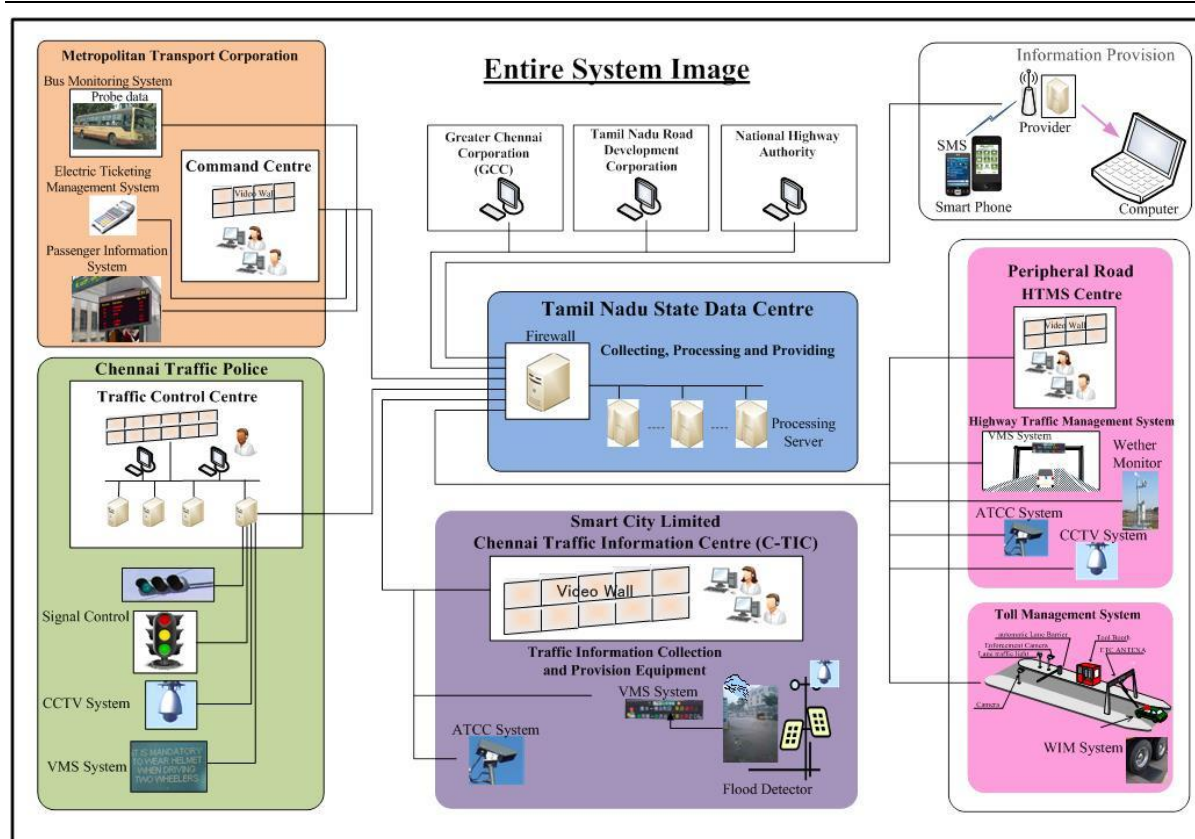 Entire System Image
Metropolitan Transport Corporation
Bus Monitoring System
Probe data
Electric Ticketing
Management System
Passenger Information
System
Command Centre
Video Wall
Greater Chennai
Corporation
(GCC)
Tamil Nadu Road
Development
Corporation
National Highway
Authority
Information Provision
Provider
SMS
Smart Phone
Computer
Tamil Nadu State Data Centre
Firewall
Collecting, Processing and Providing
Processing
Server
Chennai Traffic Police
Traffic Control Centre
Signal Control
CCTV System
VMS System
IT IS MANDATORY
TO WEAR HELMET
WHEN DRIVING
TWO WHEELERS
Smart City Limited
Chennai Traffic Information Centre (C-TIC)
Video Wall
Traffic Information Collection
and Provision Equipment
VMS System
ATCC System
Flood Detector
Peripheral Road
HTMS Centre
Video Wall
Highway Traffic Management System
VMS System
Wether
Monitor
ATCC System
CCTV System
Toll Management System
automatic Lane Barrier
Enforcement Camera
Lane traffic light
Camera
WIM System